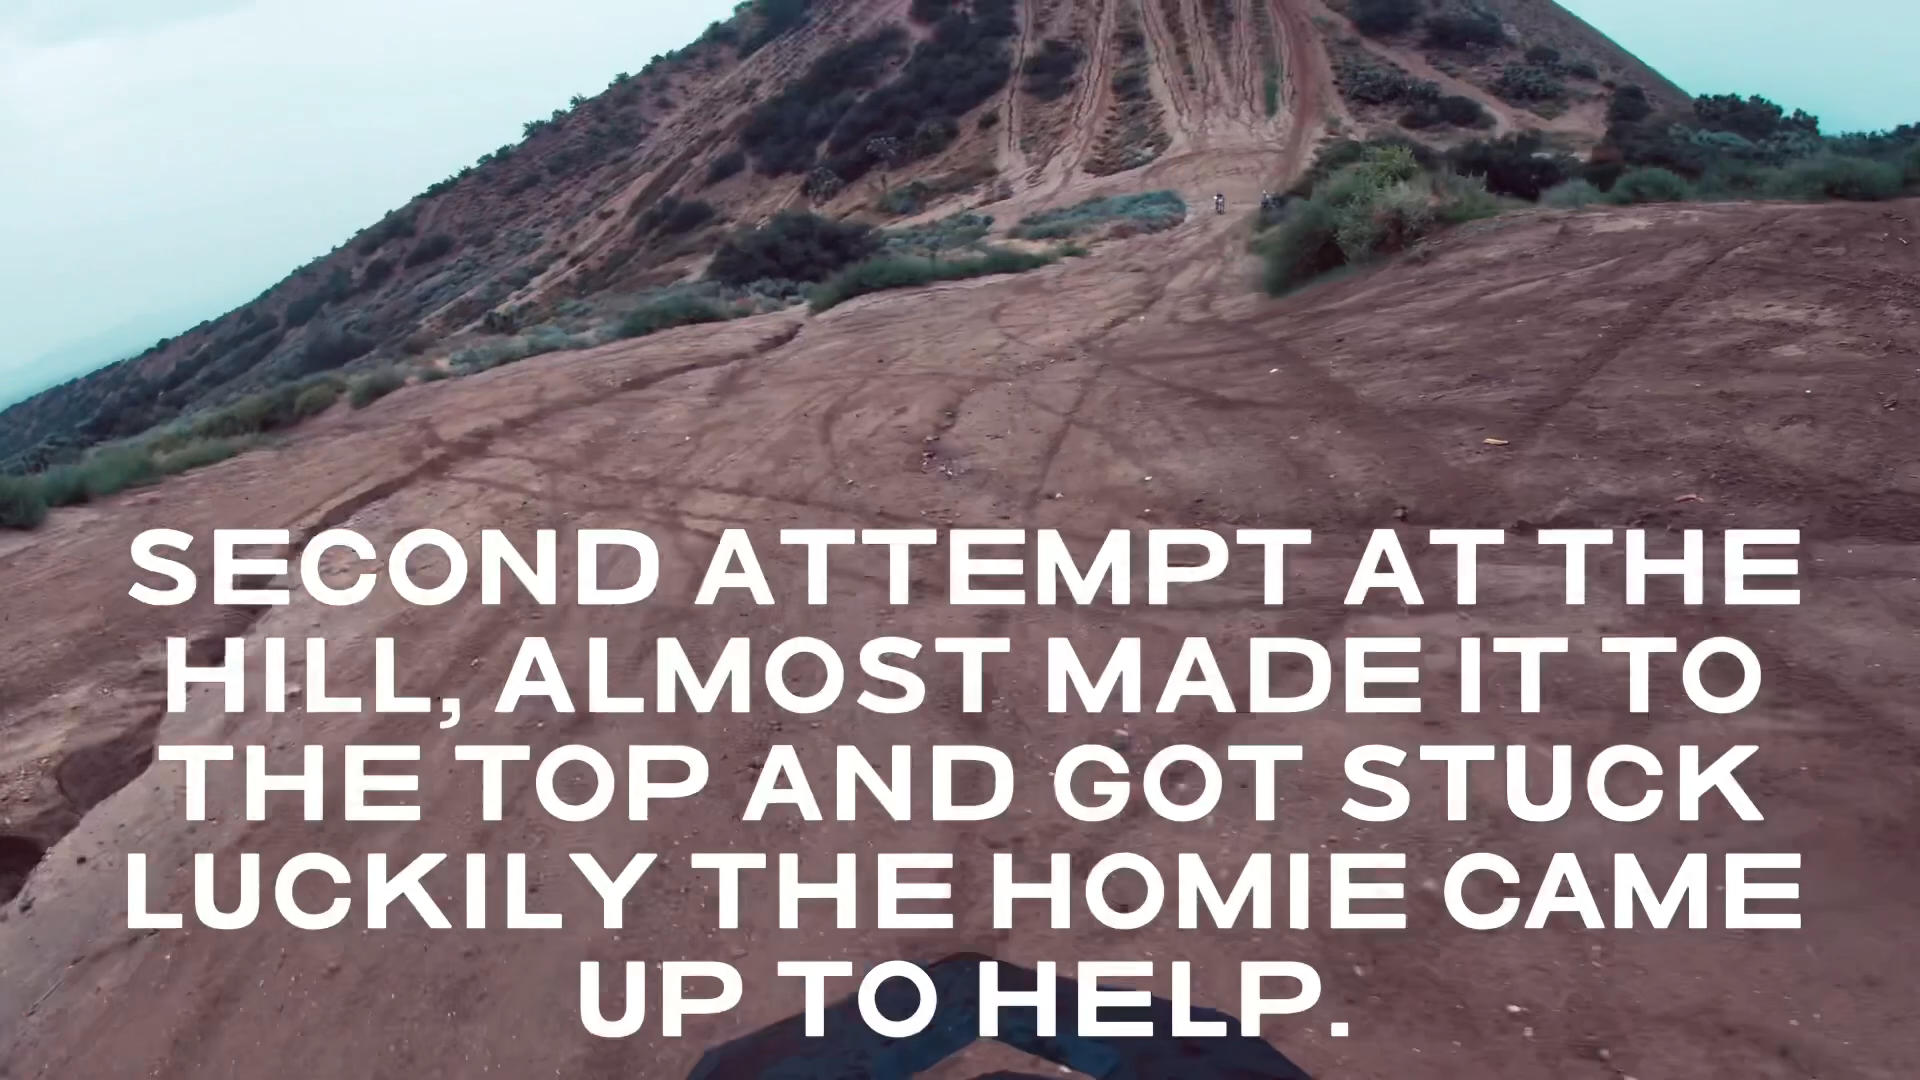 SECOND ATTEMPT AT THE
HILL, ALMOST MADE IT TO
THE TOP AND GOT STUCK
LUCKILY THE HOMIE CAME
UP TO HELP.